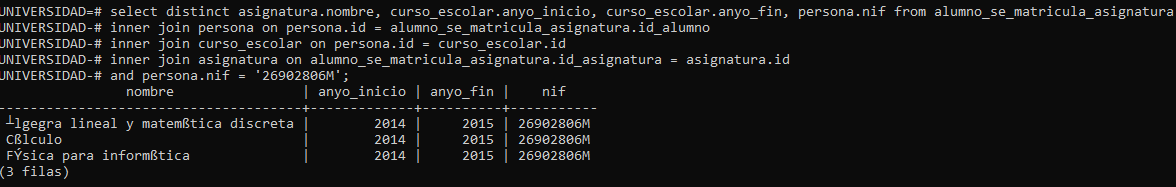 UNIVERSIDAD=# select distinct asignatura.nombre, curso_escolar.anyo_inicio, curso_escolar.anyo_fin, persona.nif from alumno_se_matricula_asignatura
UNIVERSIDAD-# inner join persona on persona.id = alumno_se_matricula_asignatura.id_alumno
UNIVERSIDAD-# inner join curso_escolar on persona.id = curso_escolar.id
UNIVERSIDAD-# inner join asignatura on alumno_se_matricula_asignatura.id_asignatura = asignatura.id
UNIVERSIDAD-# and persona.nif = '26902806M';
nombre | anyo_inicio | anyo_fin | nif
------------------------------------+-------------+----------+-----------
┴lgegra lineal y matemßtica discreta | 2014 | 2015 | 26902806M
Cßlculo | 2014 | 2015 | 26902806M
FÝsica para informßtica | 2014 | 2015 | 26902806M
(3 filas)